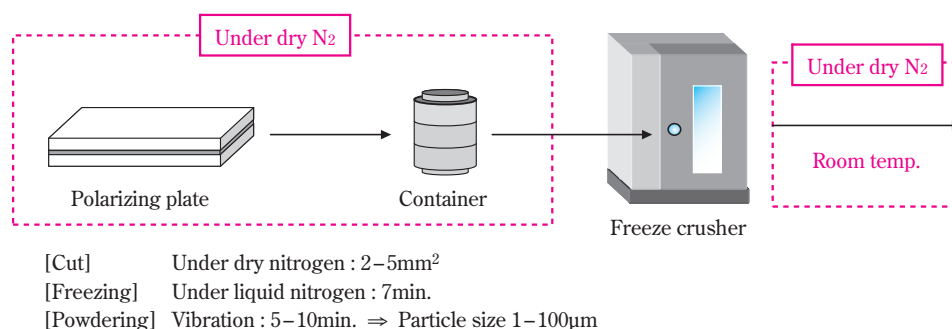 Under dry N₂
Under dry N₂
Polarizing plate
Container
Room temp.
Freeze crusher
[Cut] Under dry nitrogen : 2–5mm²
[Freezing] Under liquid nitrogen : 7min.
[Powdering] Vibration : 5–10min. ⇒ Particle size 1–100μm